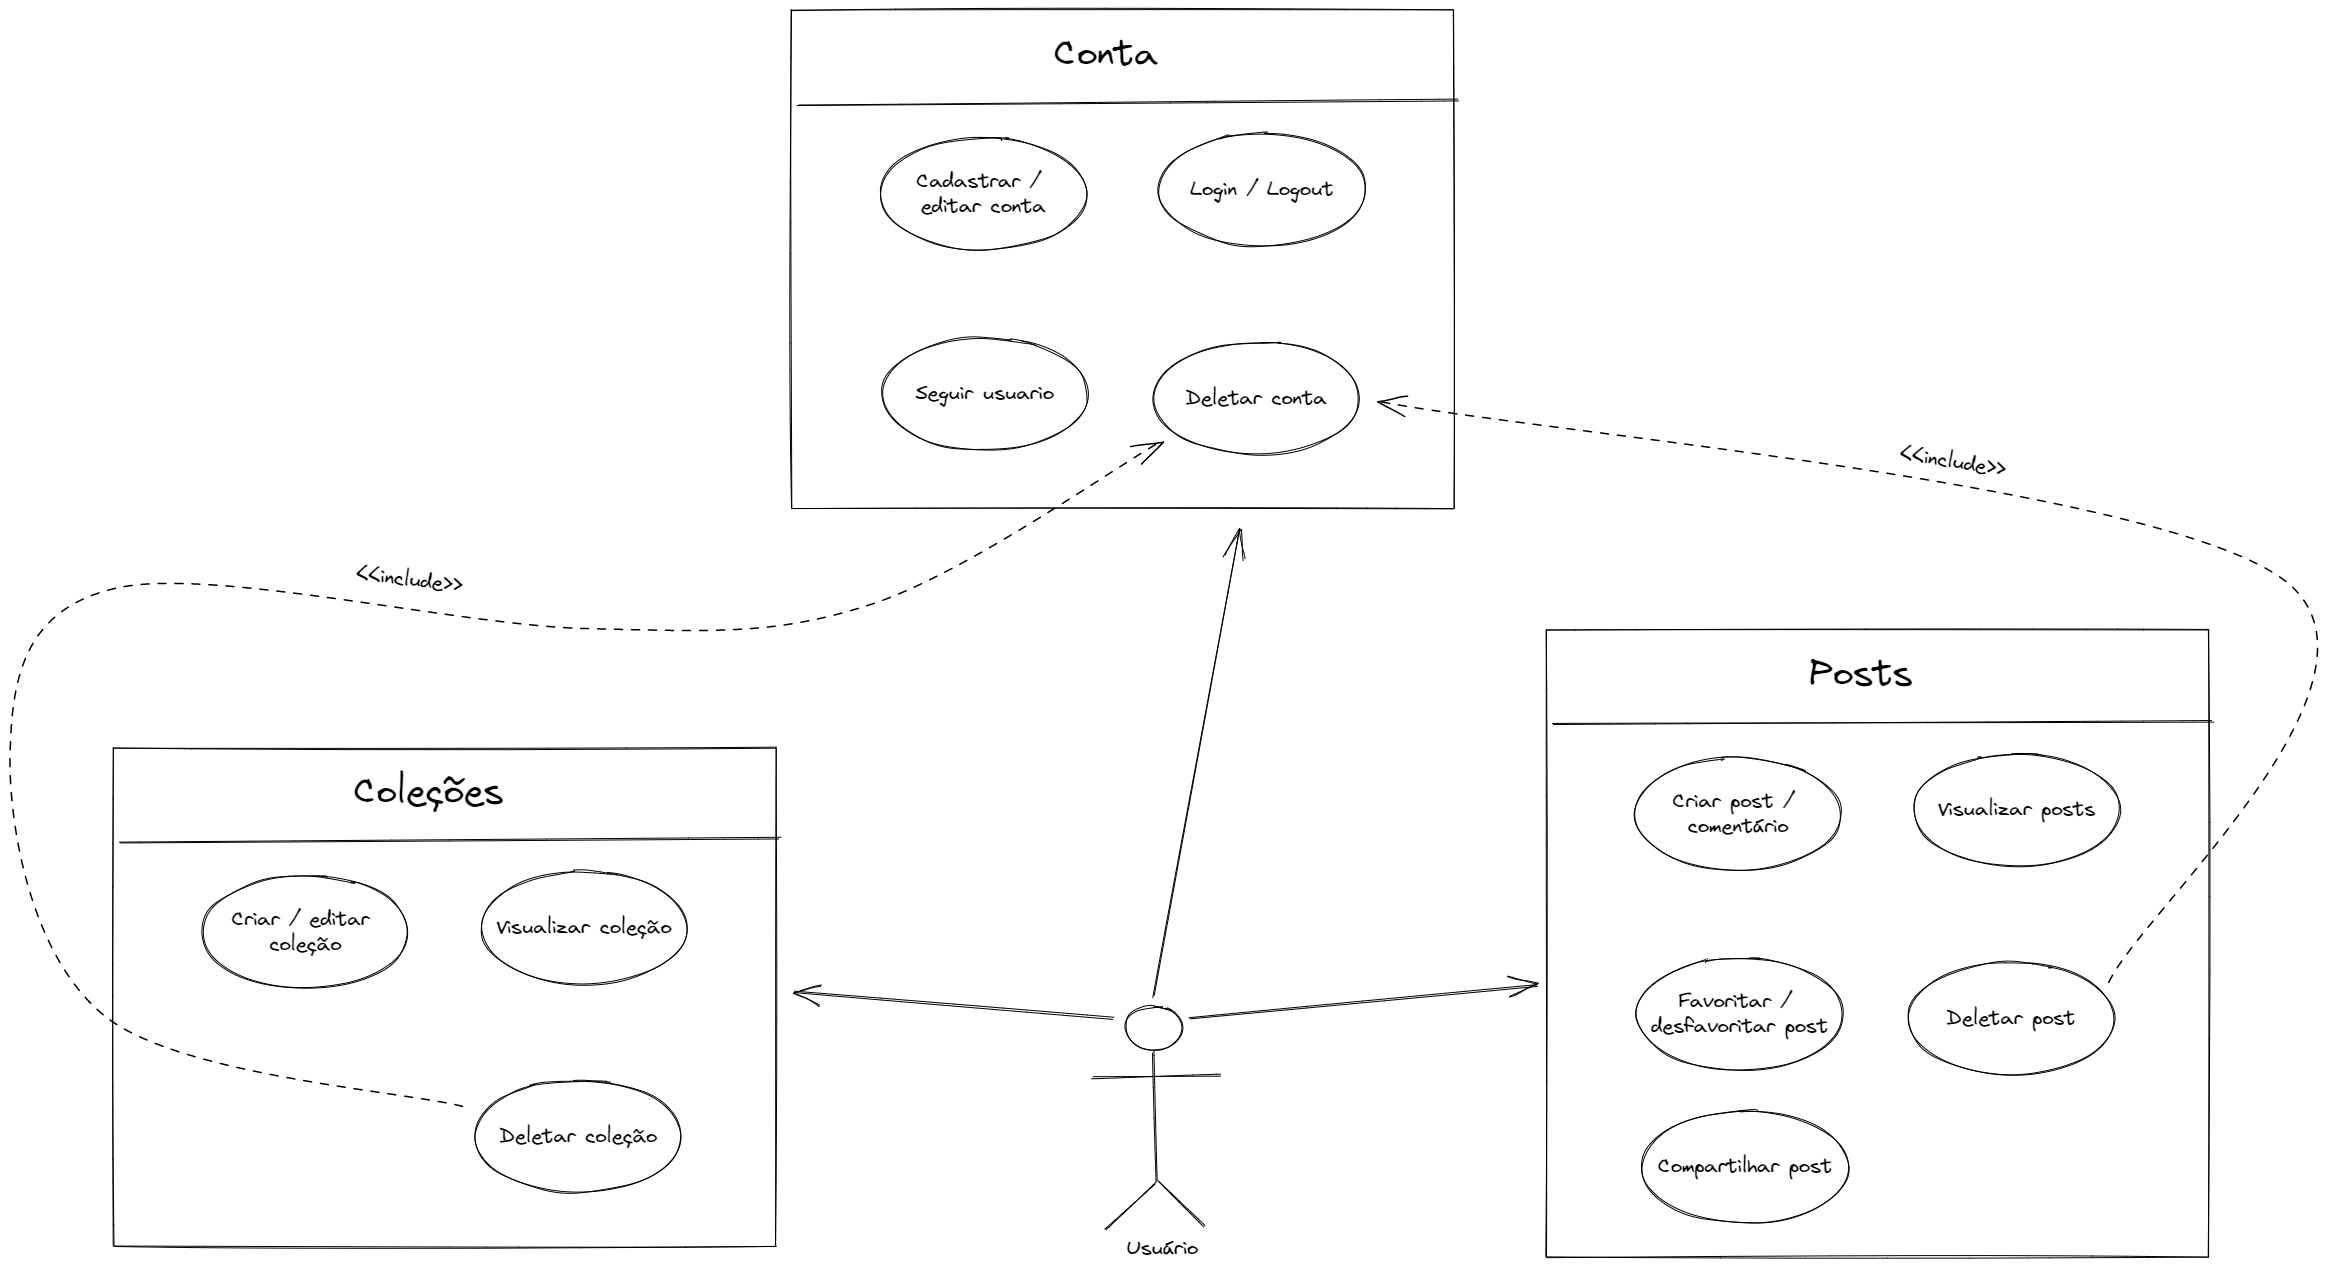 Conta
Cadastrar /
editar conta
Login / Logout
Seguir usuario
Deletar conta
<<include>>
<<include>>
Coleções
Criar / editar
coleção
Visualizar coleção
Deletar coleção
Usuário
Posts
Criar post /
comentário
Visualizar posts
Favoritar /
desfavoritar post
Deletar post
Compartilhar post